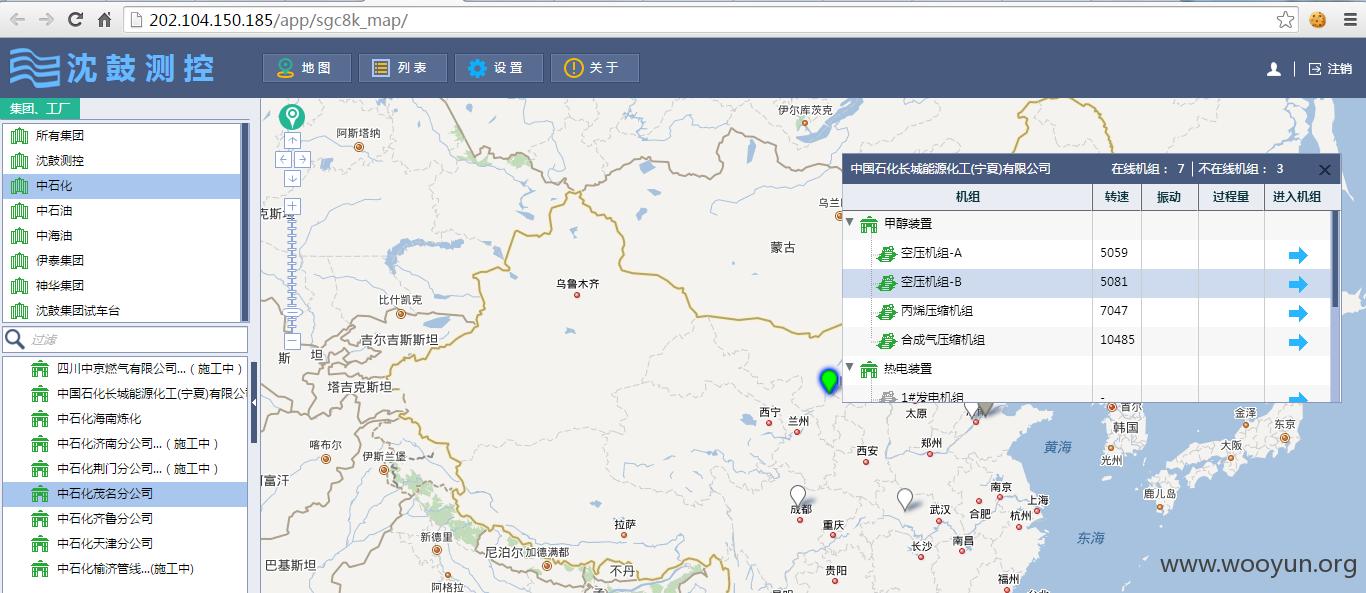 202.104.150.185/app/sgc8k_map/
沈鼓测控
地图
列表
设置
关于
注销
集团、工厂
所有集团
沈鼓测控
中石化
中石油
中海油
伊泰集团
神华集团
沈鼓集团试车台
过滤
四川中京燃气有限公司...（施工中）
中国石化长城能源化工(宁夏)有限公
中石化海南炼化
中石化济南分公司...（施工中）
中石化荆门分公司...（施工中）
中石化茂名分公司
中石化齐鲁分公司
中石化天津分公司
中石化榆济管线...(施工中)
中国石化长城能源化工(宁夏)有限公司 在线机组： 7 | 不在线机组： 3
机组 转速 振动 过程量 进入机组
甲醇装置
空压机组-A 5059
空压机组-B 5081
丙烯压缩机组 7047
合成气压缩机组 10485
热电装置
1#发电机组 -
伊尔库茨克
阿斯塔纳
克斯
乌兰
蒙古
乌鲁木齐
比什凯克
吉尔吉斯斯坦
斯
坦
塔吉克斯坦
西宁
兰州
太原
首尔
韩国
金泽
东京
大阪
喀布尔
伊斯兰堡
西安
郑州
黄海
光州
富汗
鹿儿岛
成都
南京
上海
合肥
杭州
武汉
重庆
拉萨
新德里
尼泊尔
加德满都
长沙
南昌
东海
巴基斯坦
不丹
贵阳
阿格拉
福州
昆明
台北
www.wooyun.org